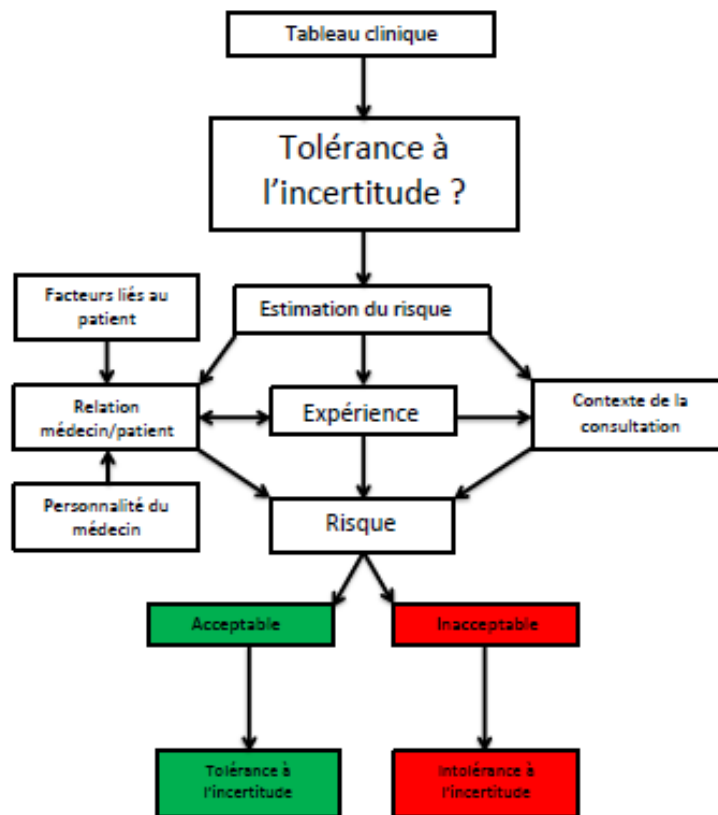 Tableau clinique
Tolérance à
l'incertitude ?
Estimation du risque
Facteurs liés au
patient
Relation
médecin/patient
Expérience
Contexte de la
consultation
Personnalité du
médecin
Risque
Acceptable
Inacceptable
Tolérance à
l'incertitude
Intolérance à
l'incertitude